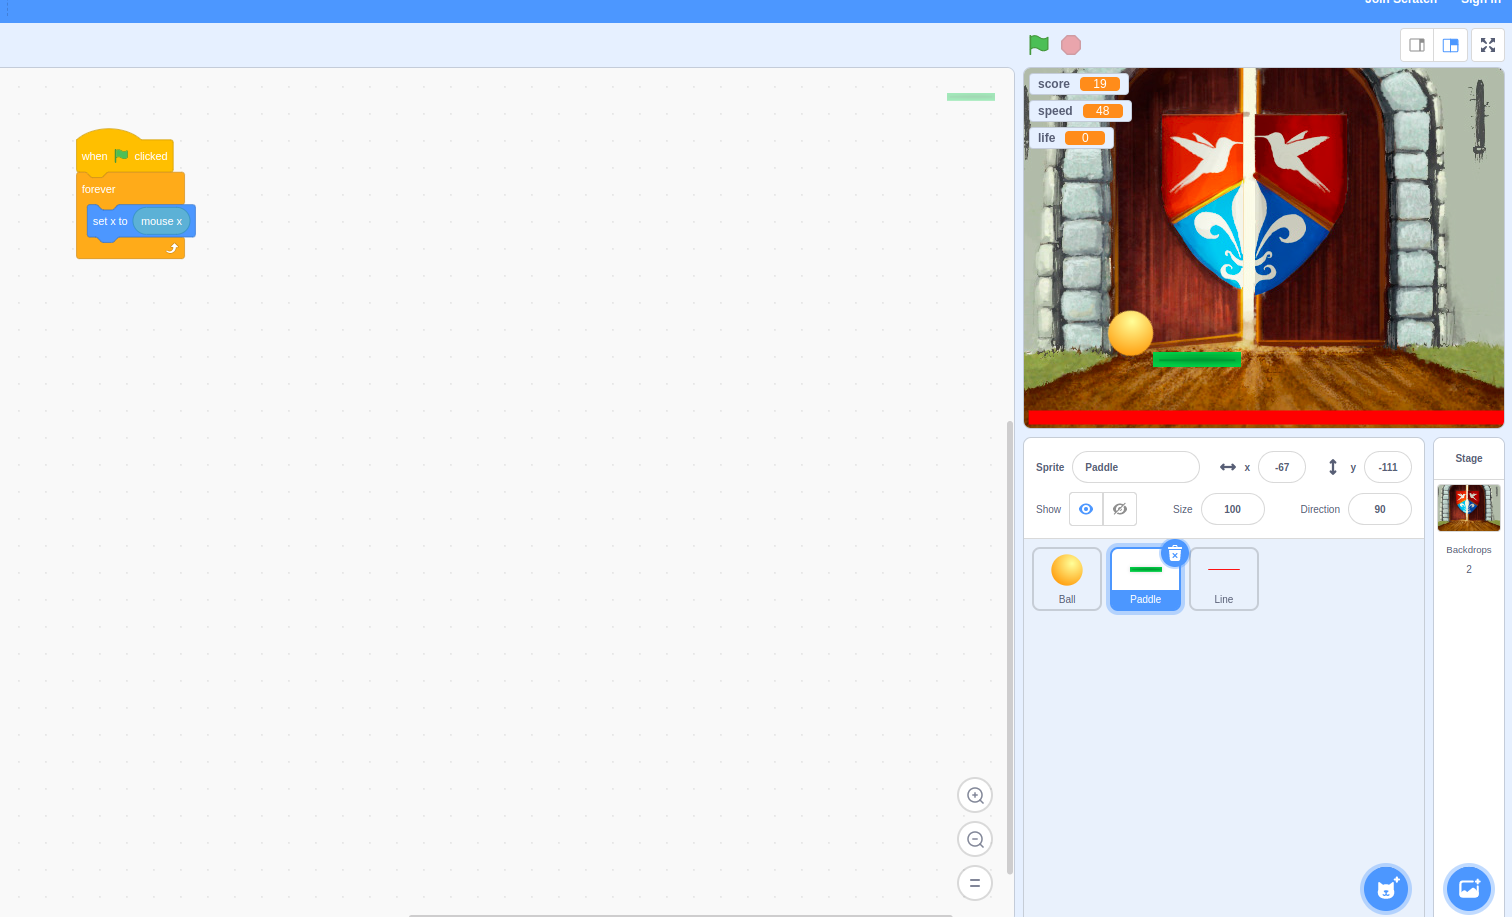 Join Scratch Sign in
score 19
speed 48
life 0
when clicked
forever
set x to mouse x
Sprite Paddle x -67 y -111
Show Size 100 Direction 90
Stage
Backdrops
2
Ball Paddle Line